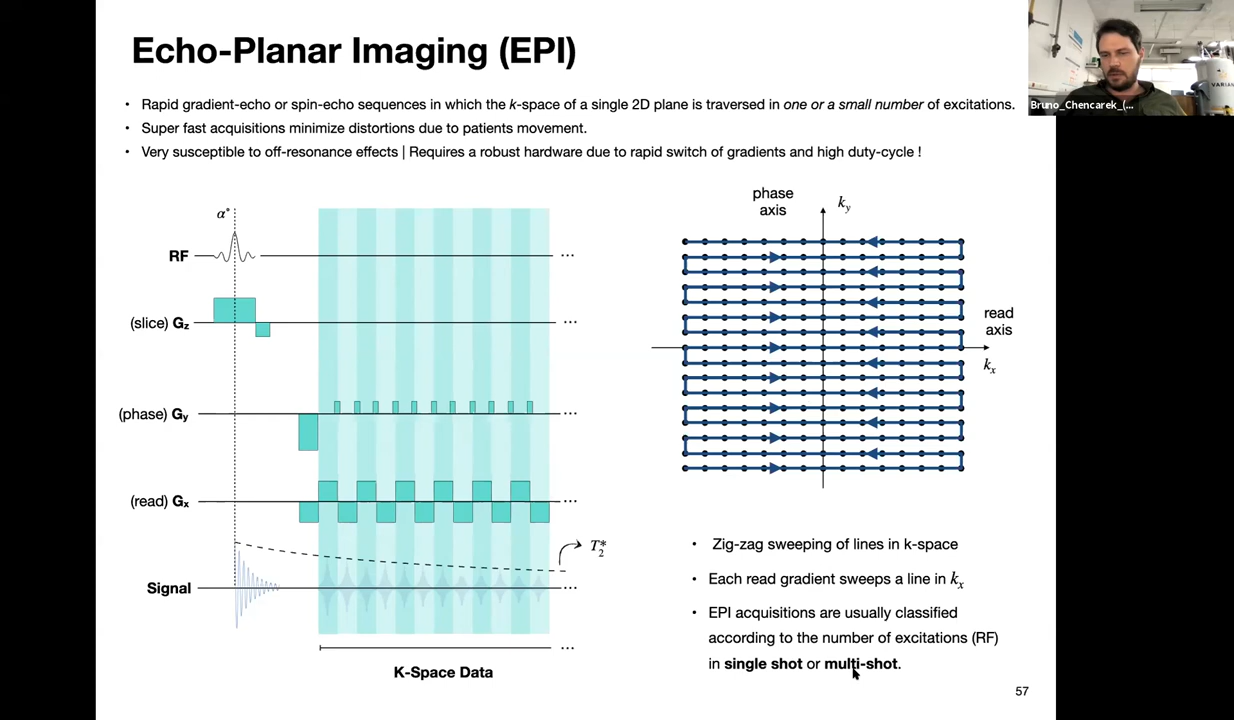 Echo-Planar Imaging (EPI)
• Rapid gradient-echo or spin-echo sequences in which the k-space of a single 2D plane is traversed in one or a small number of excitations.
• Super fast acquisitions minimize distortions due to patients movement.
• Very susceptible to off-resonance effects | Requires a robust hardware due to rapid switch of gradients and high duty-cycle !
VARIAN
Bruno_Chencarek_(...
α°
RF
...
(slice) Gz
...
(phase) Gy
...
(read) Gx
...
T2*
Signal
...
...
K-Space Data
phase
axis
ky
read
axis
kx
• Zig-zag sweeping of lines in k-space
• Each read gradient sweeps a line in kx
• EPI acquisitions are usually classified
according to the number of excitations (RF)
in single shot or multi-shot.
57